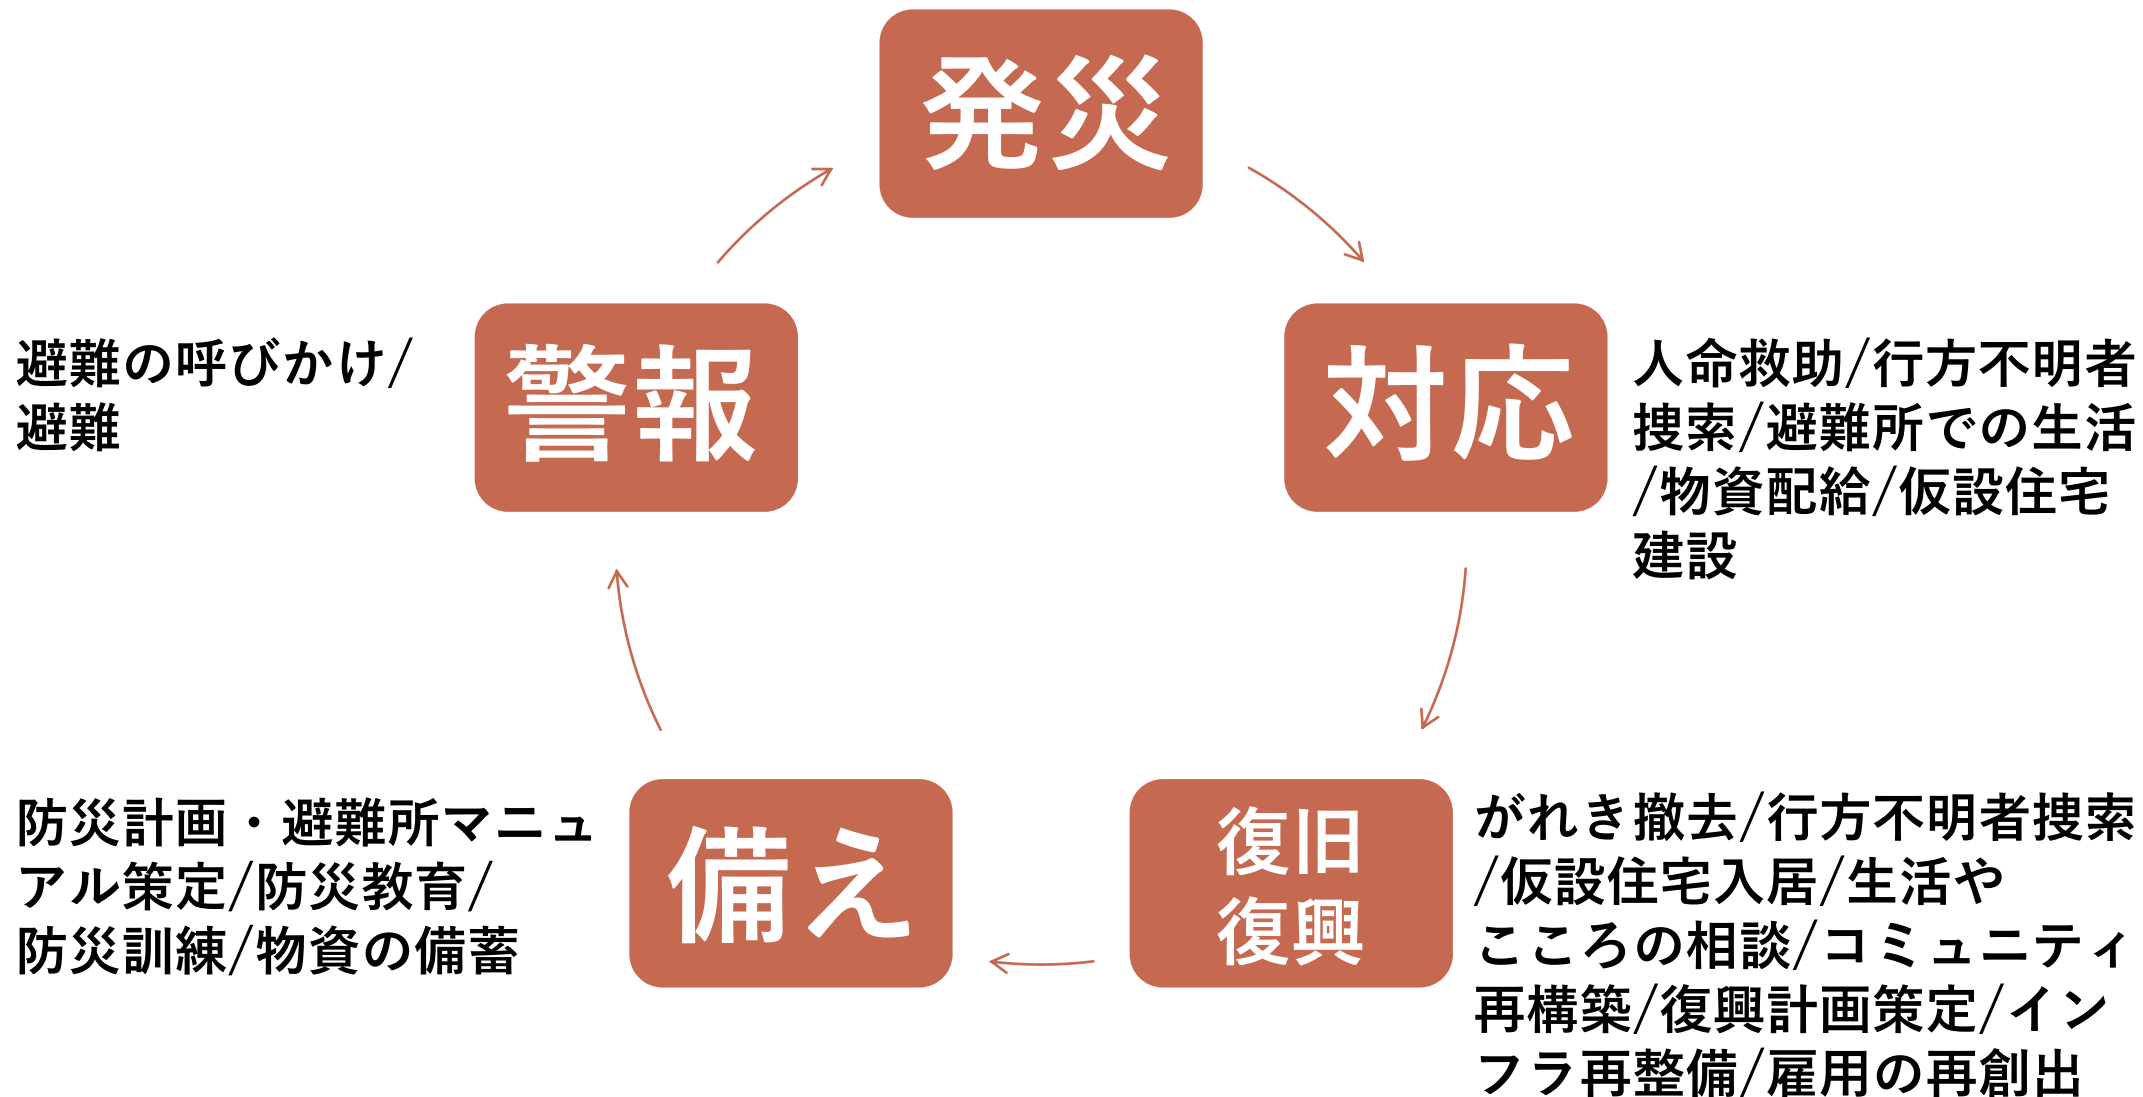 発災
対応
人命救助/行方不明者
捜索/避難所での生活
/物資配給/仮設住宅
建設
復旧
復興
がれき撤去/行方不明者捜索
/仮設住宅入居/生活や
こころの相談/コミュニティ
再構築/復興計画策定/イン
フラ再整備/雇用の再創出
備え
防災計画・避難所マニュ
アル策定/防災教育/
防災訓練/物資の備蓄
警報
避難の呼びかけ/
避難